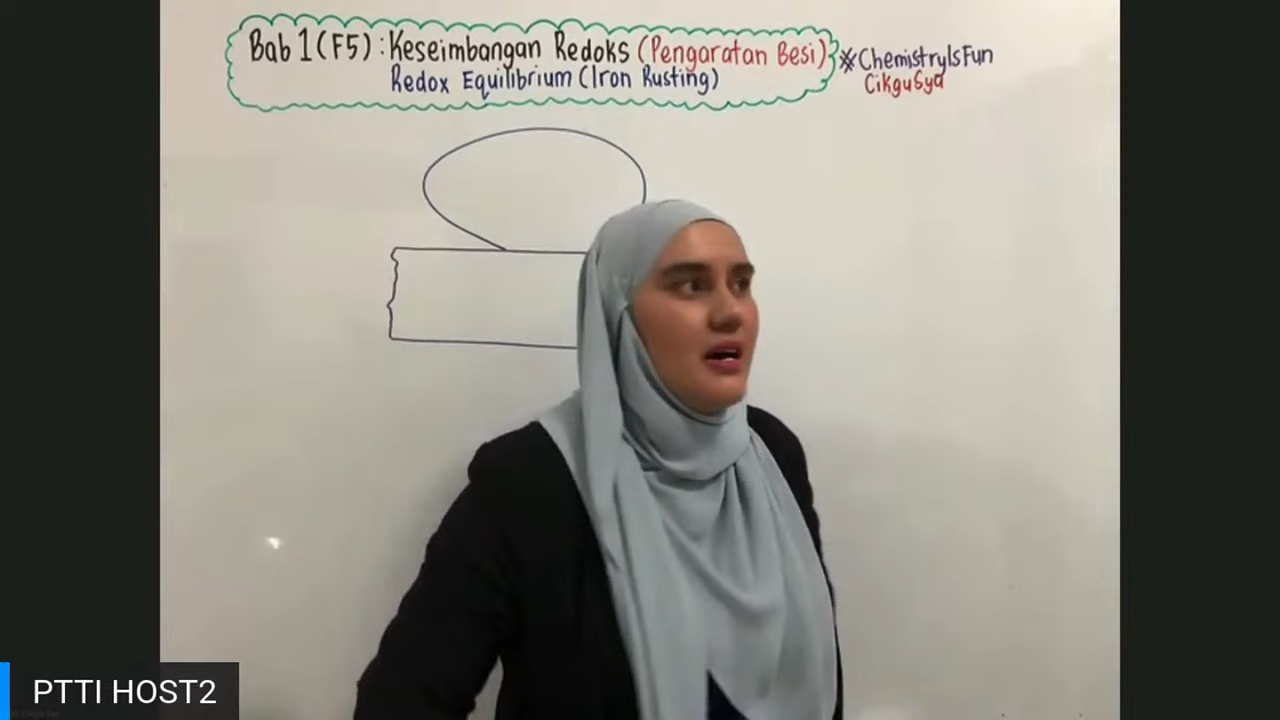 Bab 1 (F5) : Keseimbangan Redoks (Pengaratan Besi)
Redox Equilibrium (Iron Rusting)
*ChemistryIsFun
CikguSya
PTTI HOST2